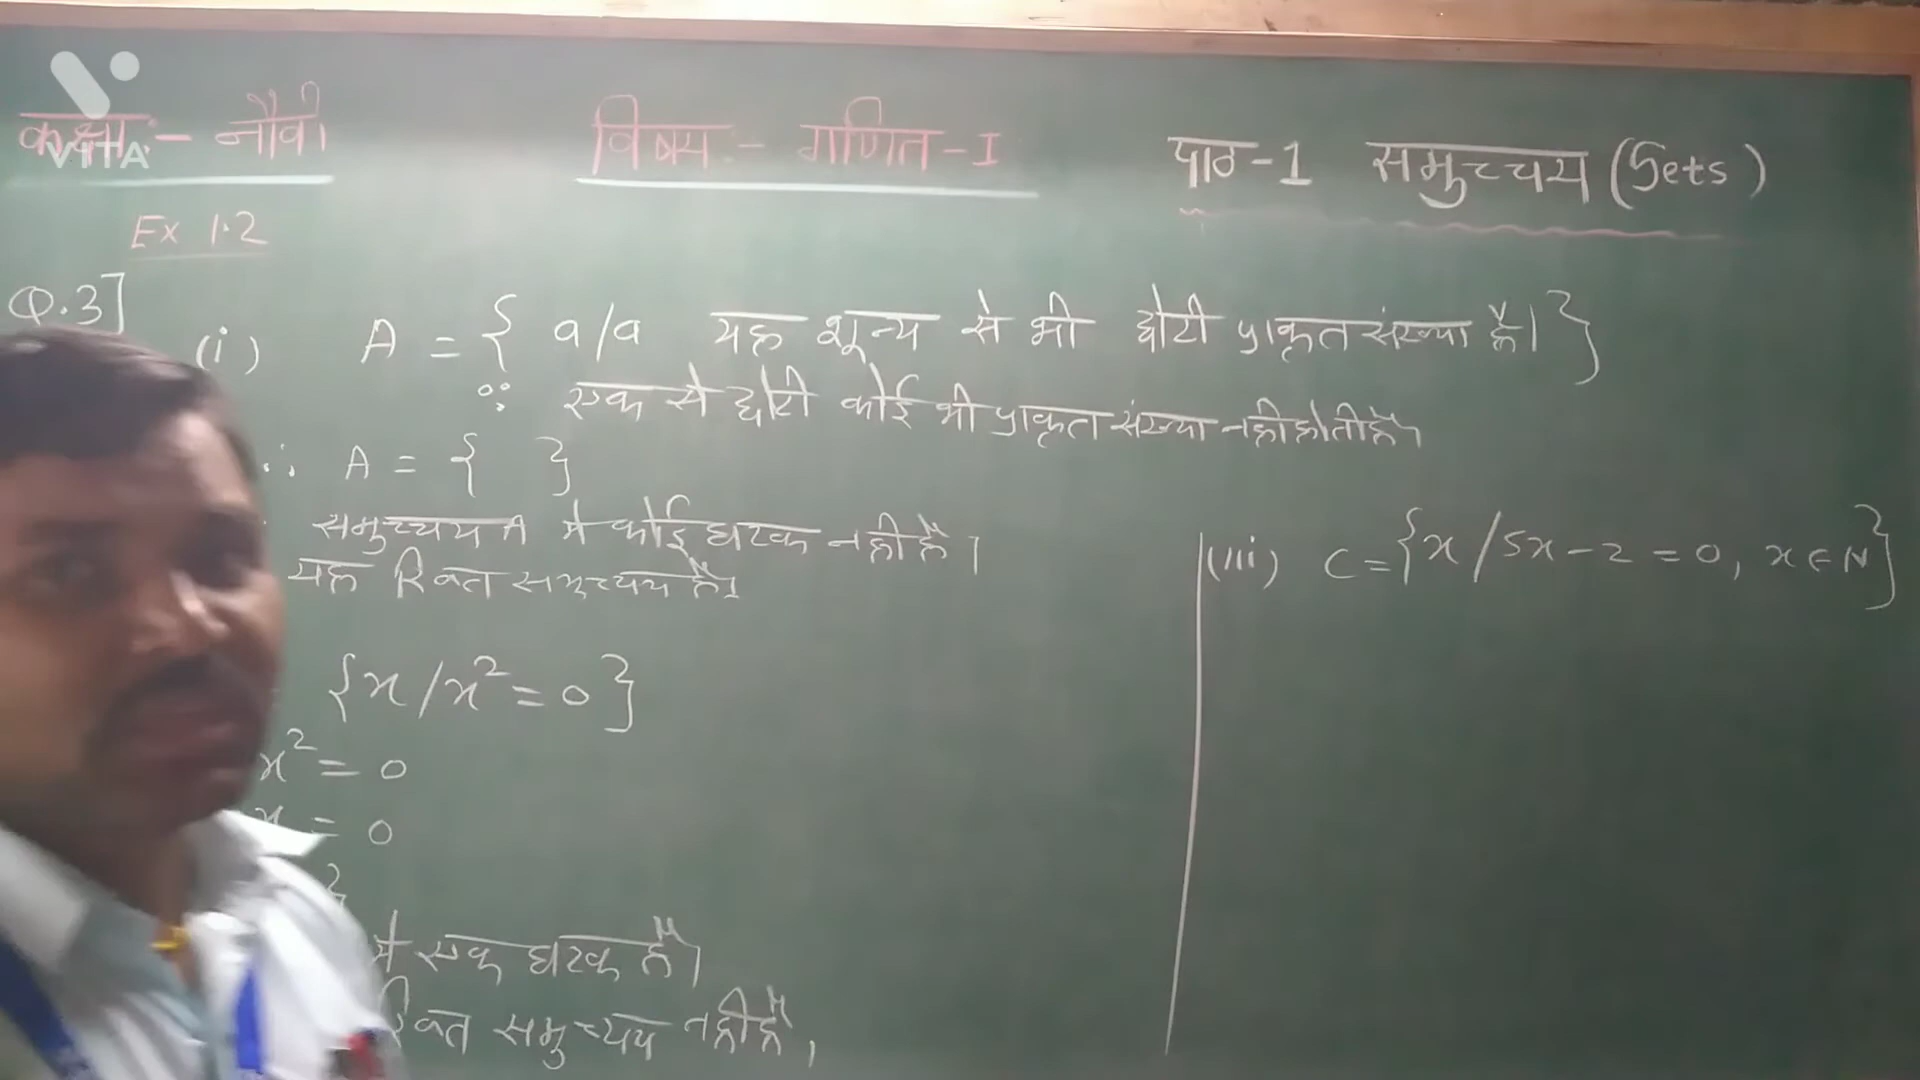 VITA
कक्षा:- नौवी
विषय:- गणित-I
पाठ-1 समुच्चय (Sets)
Ex 1.2
Q.3]
(i) A = { a/a यह शून्य से भी छोटी प्राकृत संख्या है। }
∵ एक से छोटी कोई भी प्राकृत संख्या नही होती है।
∴ A = { }
समुच्चय A मे कोई घटक नही है।
यह रिक्त समुच्चय है।
{x/x² = 0}
x² = 0
x = 0
}
मे एक घटक है।
रिक्त समुच्चय नही है,
(iii) C = {x/5x-2 = 0, x ∈ N}